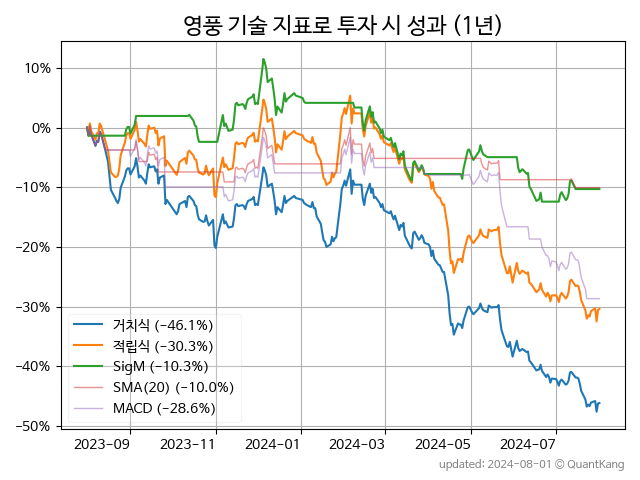 영풍 기술 지표로 투자 시 성과 (1년)
10%
0%
−10%
−20%
−30%
−40%
−50%
거치식 (−46.1%)
적립식 (−30.3%)
SigM (−10.3%)
SMA(20) (−10.0%)
MACD (−28.6%)
2023−09 2023−11 2024−01 2024−03 2024−05 2024−07
updated: 2024−08−01 © QuantKang